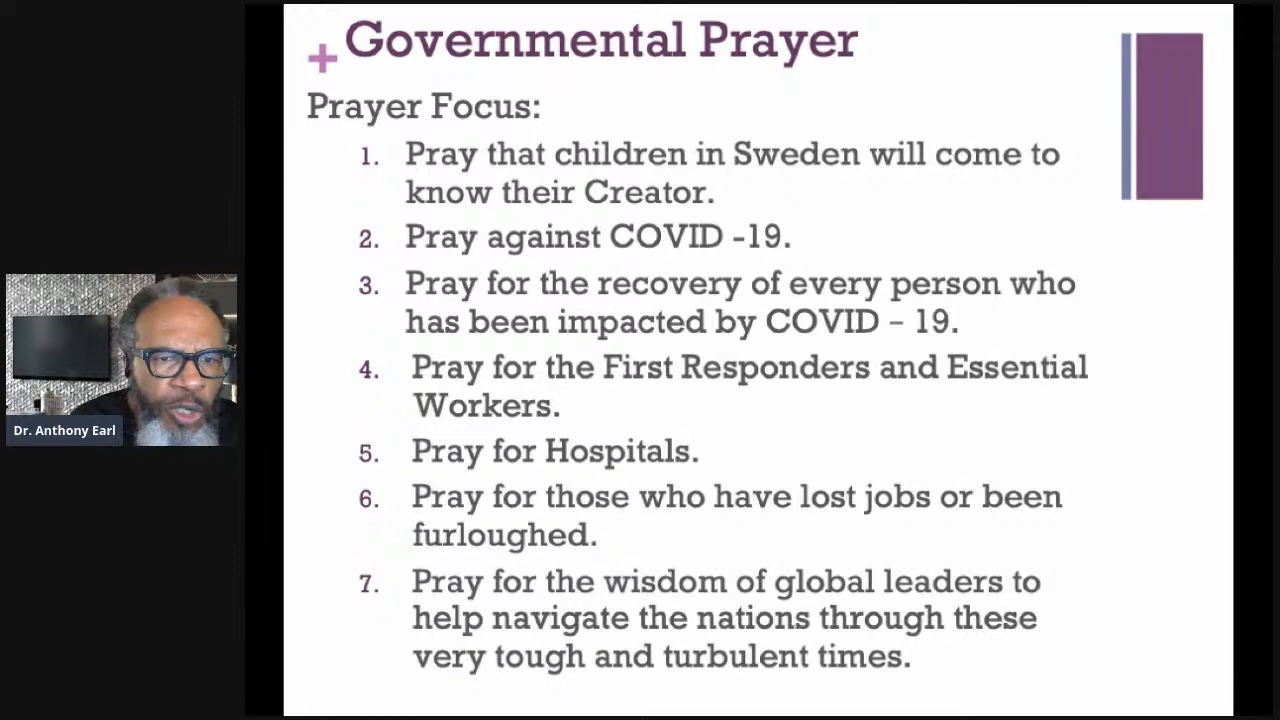 + Governmental Prayer
Prayer Focus:
1. Pray that children in Sweden will come to
know their Creator.
2. Pray against COVID -19.
3. Pray for the recovery of every person who
has been impacted by COVID – 19.
4. Pray for the First Responders and Essential
Workers.
5. Pray for Hospitals.
6. Pray for those who have lost jobs or been
furloughed.
7. Pray for the wisdom of global leaders to
help navigate the nations through these
very tough and turbulent times.
Dr. Anthony Earl